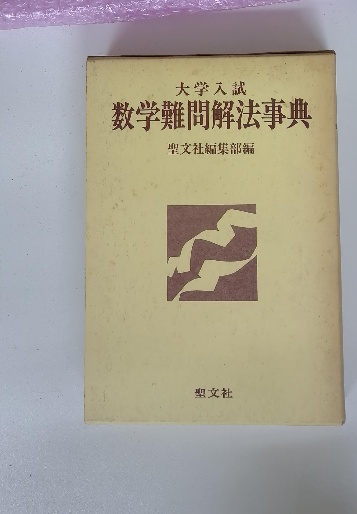 大学入試
数学難問解法事典
聖文社編集部編
聖文社